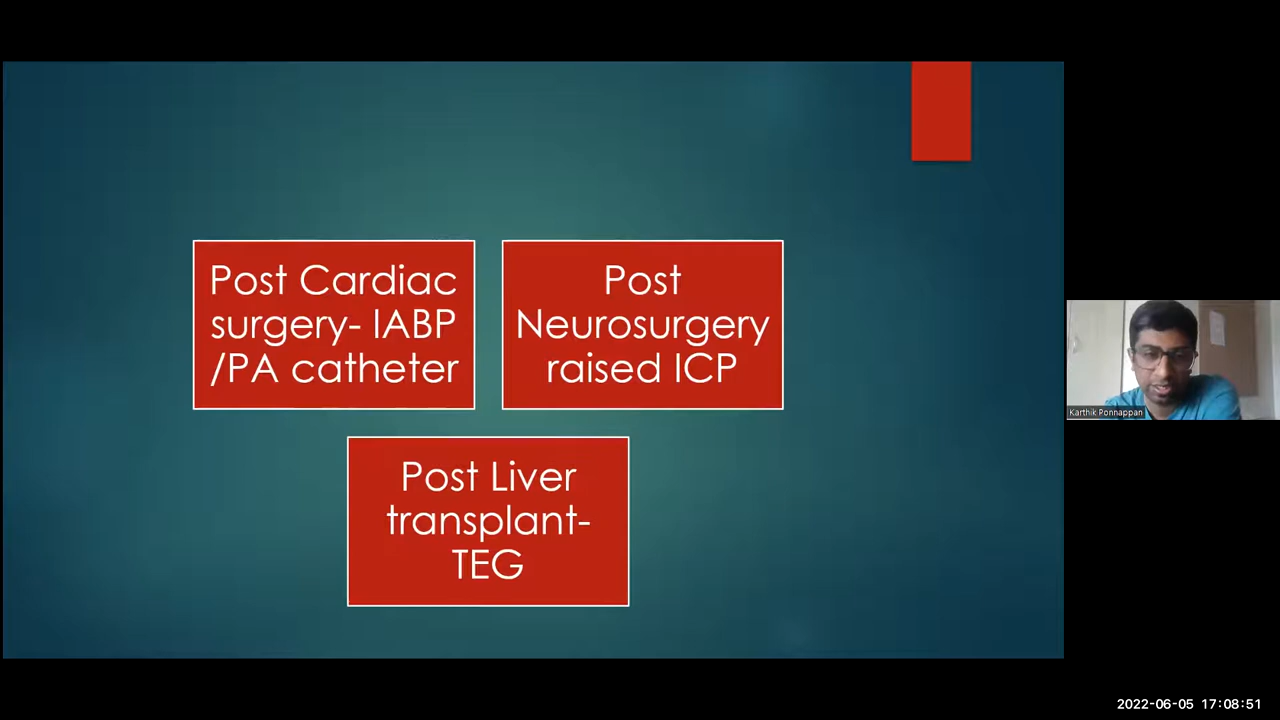 Post Cardiac
surgery- IABP
/PA catheter
Post
Neurosurgery
raised ICP
Post Liver
transplant-
TEG
Karthik Ponnappan
2022-06-05 17:08:51